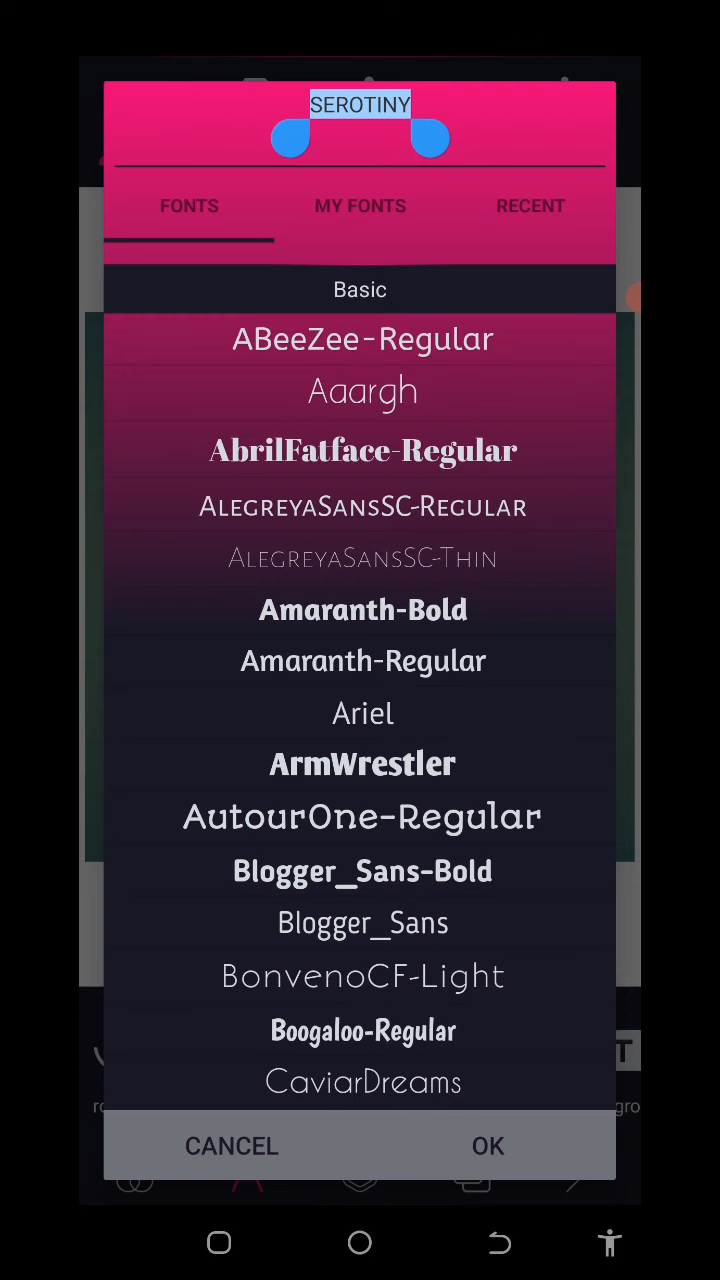 SEROTINY
FONTS MY FONTS RECENT
Basic
ABeeZee-Regular
Aaargh
AbrilFatface-Regular
AlegreyaSansSC-Regular
AlegreyaSansSC-Thin
Amaranth-Bold
Amaranth-Regular
Ariel
ArmWrestler
AutourOne-Regular
Blogger_Sans-Bold
Blogger_Sans
BonvenoCF-Light
Boogaloo-Regular
CaviarDreams
CANCEL OK